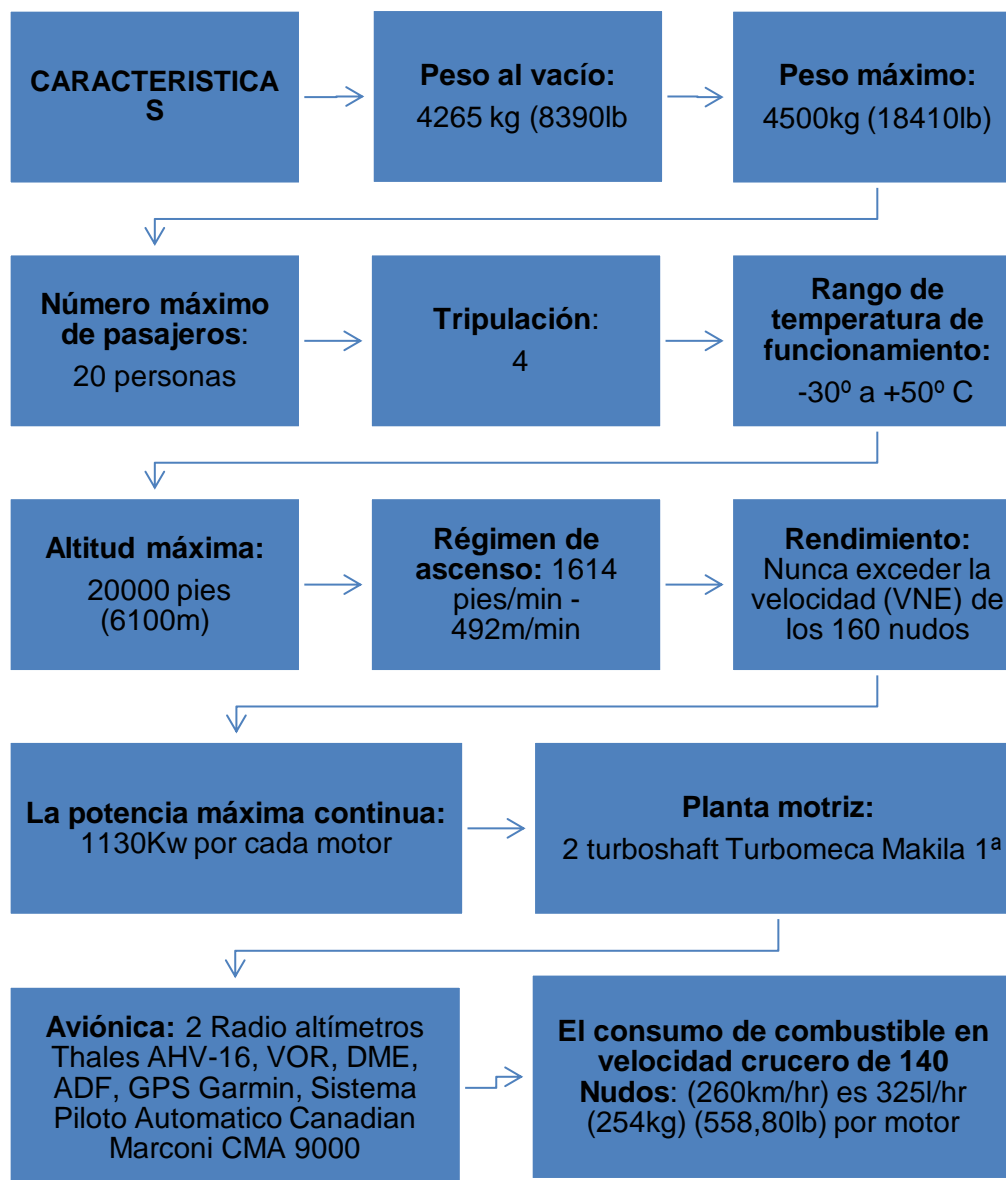 CARACTERISTICA
S
Peso al vacío:
4265 kg (8390lb
Peso máximo:
4500kg (18410lb)
Número máximo
de pasajeros:
20 personas
Tripulación:
4
Rango de
temperatura de
funcionamiento:
-30º a +50º C
Altitud máxima:
20000 pies
(6100m)
Régimen de
ascenso: 1614
pies/min -
492m/min
Rendimiento:
Nunca exceder la
velocidad (VNE) de
los 160 nudos
La potencia máxima continua:
1130Kw por cada motor
Planta motriz:
2 turboshaft Turbomeca Makila 1ª
Aviónica: 2 Radio altímetros
Thales AHV-16, VOR, DME,
ADF, GPS Garmin, Sistema
Piloto Automatico Canadian
Marconi CMA 9000
El consumo de combustible en
velocidad crucero de 140
Nudos: (260km/hr) es 325l/hr
(254kg) (558,80lb) por motor